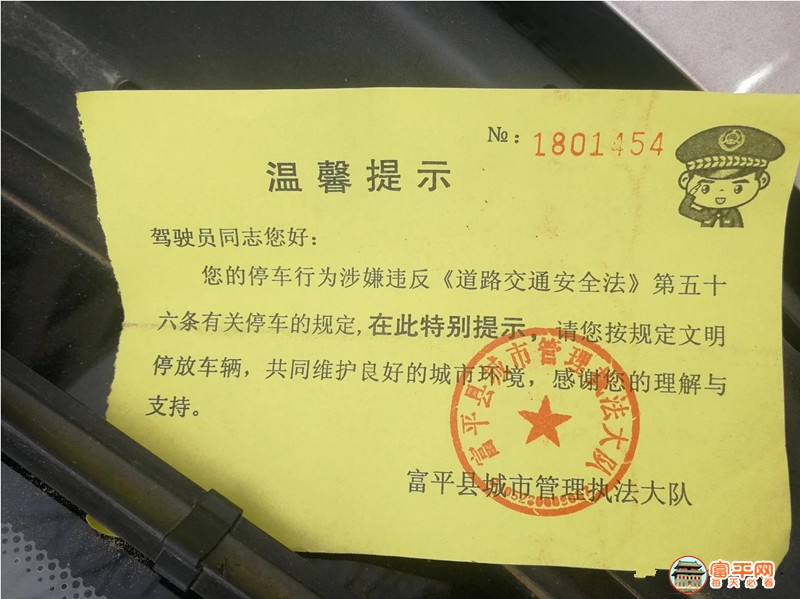 №：1801454
温馨提示
驾驶员同志您好：
您的停车行为涉嫌违反《道路交通安全法》第五十
六条有关停车的规定，在此特别提示，请您按规定文明
停放车辆，共同维护良好的城市环境，感谢您的理解与
支持。
富平县城市管理执法大队
富平县城市管理执法大队
富平网
每天必看